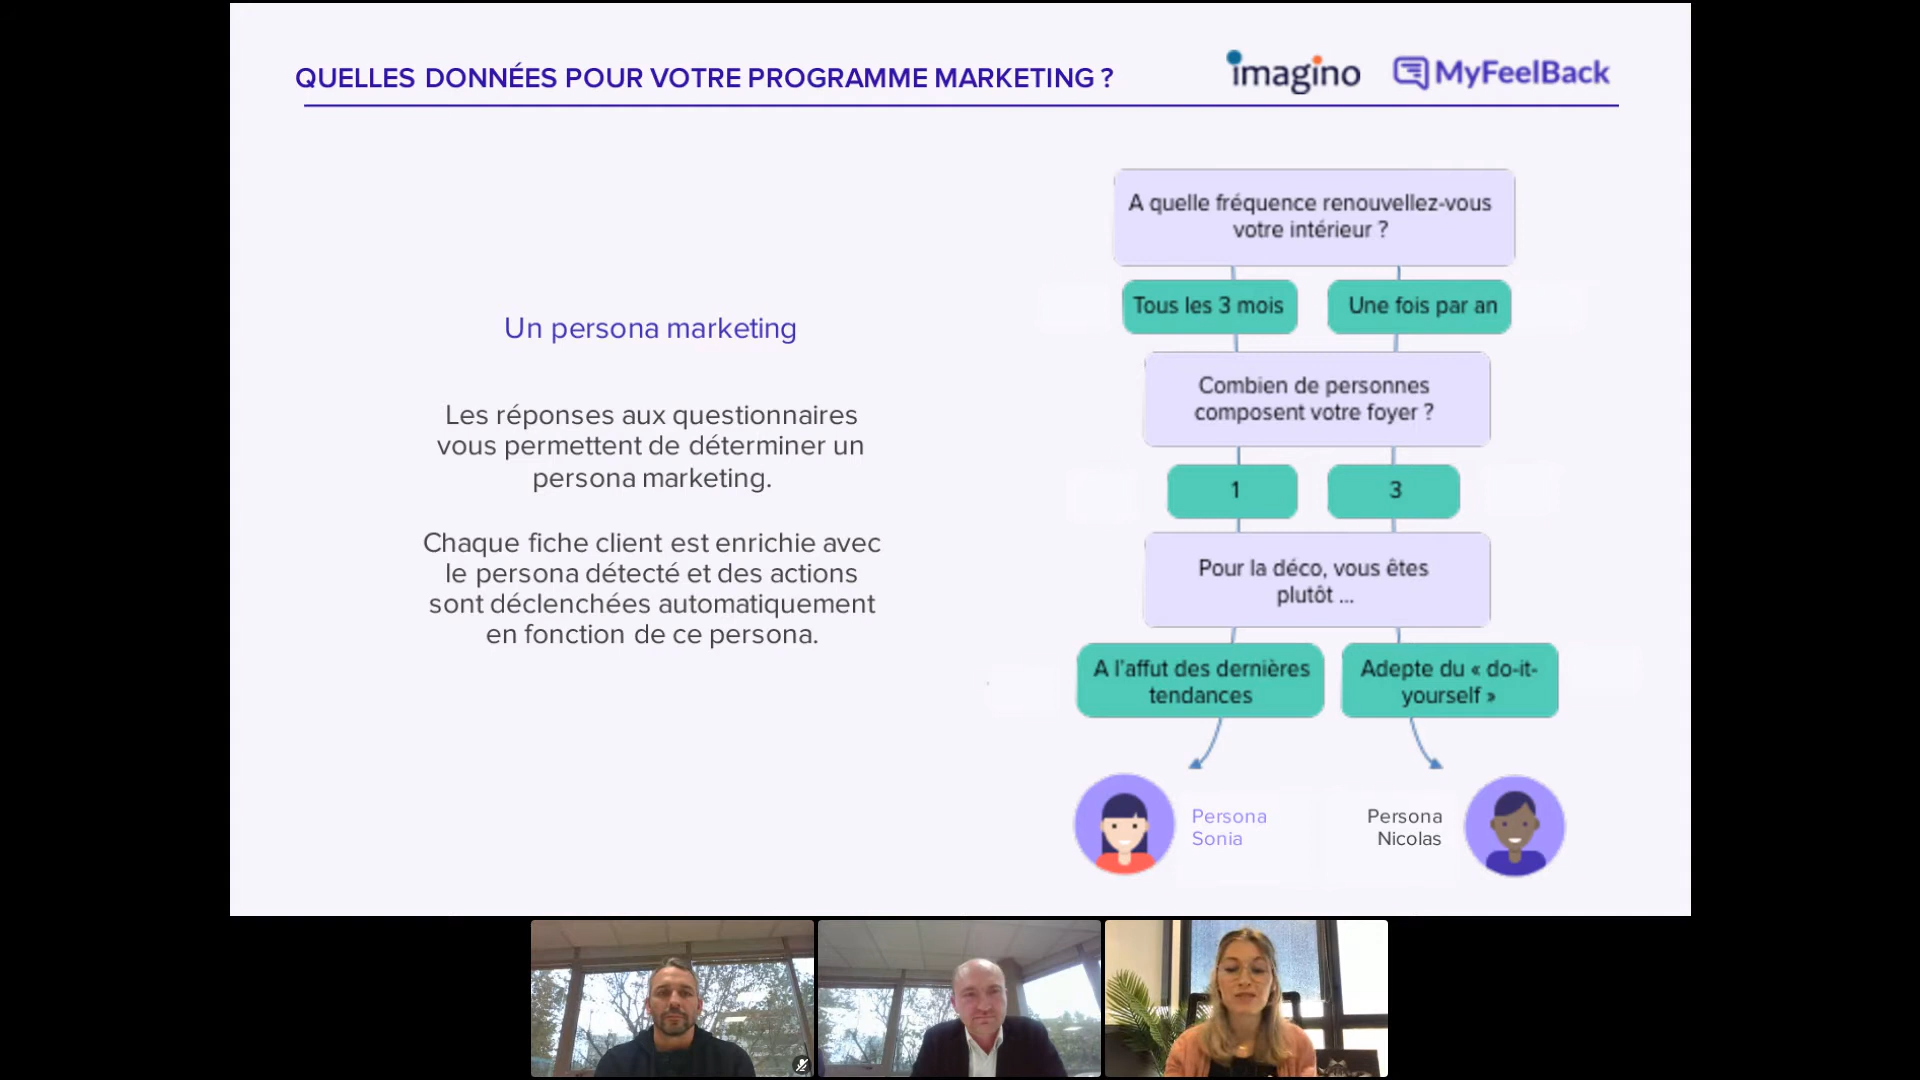 QUELLES DONNÉES POUR VOTRE PROGRAMME MARKETING ?
imagino
MyFeelBack
Un persona marketing
Les réponses aux questionnaires
vous permettent de déterminer un
persona marketing.
Chaque fiche client est enrichie avec
le persona détecté et des actions
sont déclenchées automatiquement
en fonction de ce persona.
A quelle fréquence renouvellez-vous
votre intérieur ?
Tous les 3 mois
Une fois par an
Combien de personnes
composent votre foyer ?
1
3
Pour la déco, vous êtes
plutôt ...
A l'affut des dernières
tendances
Adepte du « do-it-
yourself »
Persona
Sonia
Persona
Nicolas